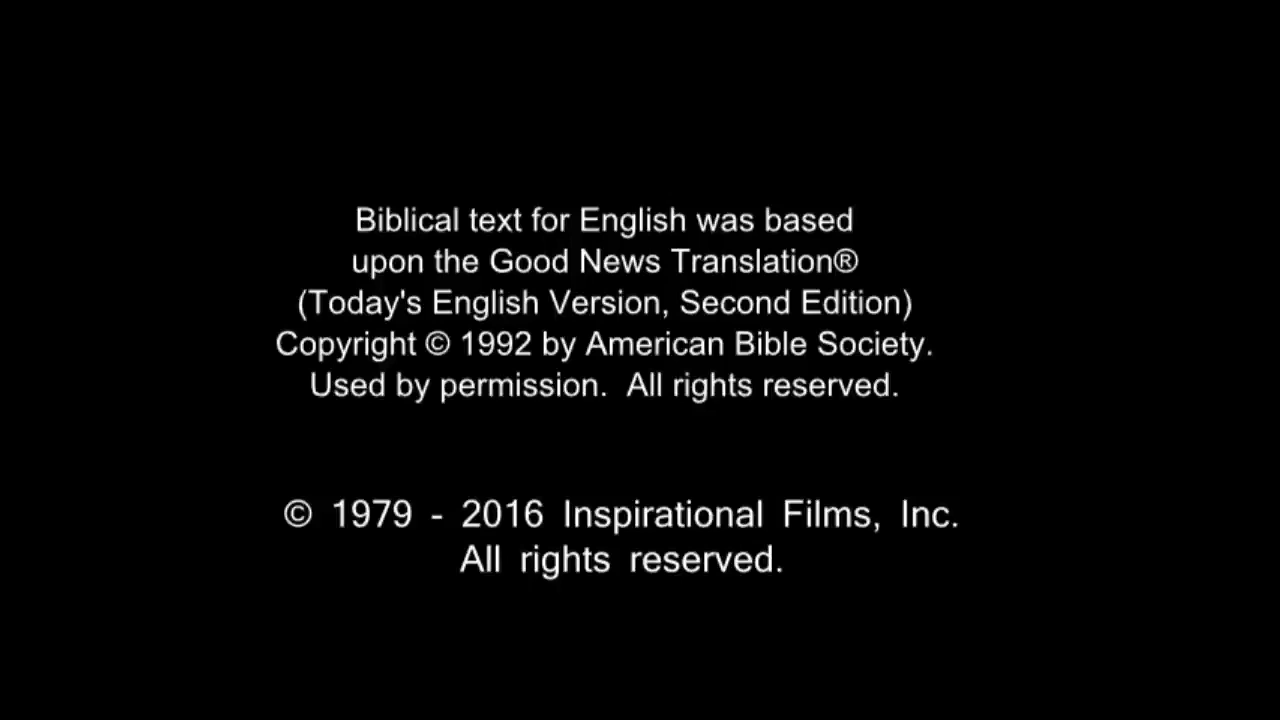 Biblical text for English was based
upon the Good News Translation®
(Today's English Version, Second Edition)
Copyright © 1992 by American Bible Society.
Used by permission.  All rights reserved.
© 1979 - 2016 Inspirational Films, Inc.
All rights reserved.